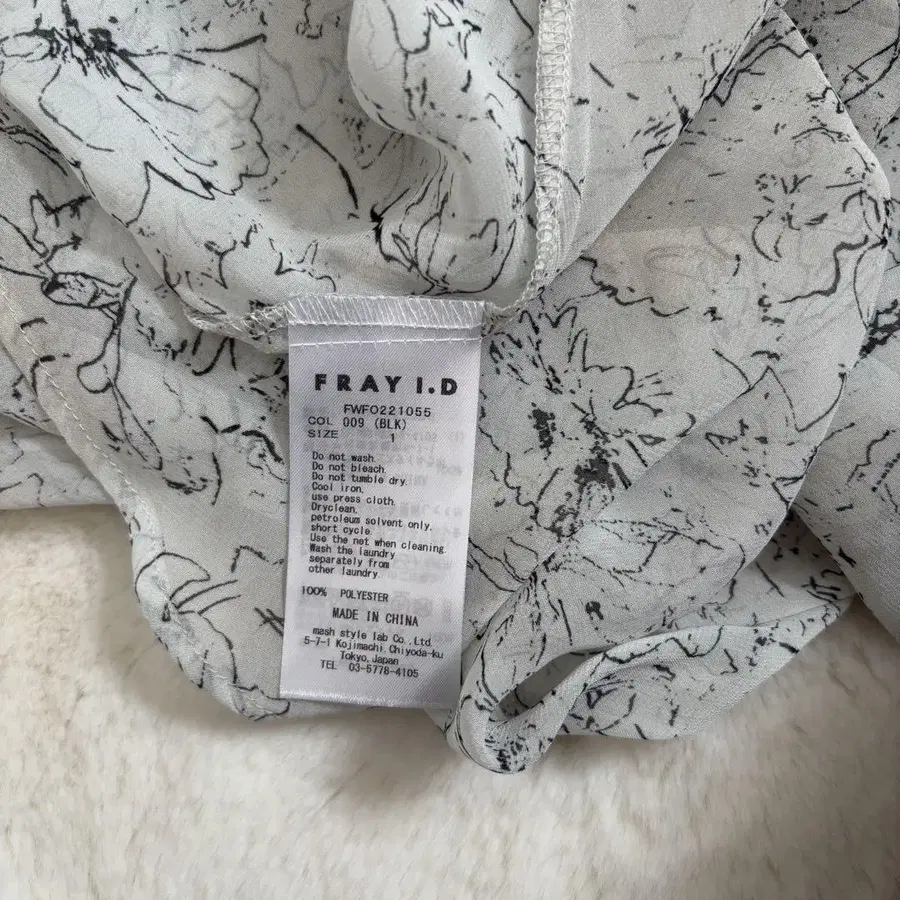 FRAY I.D
FWFO221055
COL 009 (BLK)
SIZE 1
Do not wash.
Do not bleach.
Do not tumble dry.
Cool iron,
use press cloth.
Dryclean,
petroleum solvent only,
short cycle.
Use the net when cleaning.
Wash the laundry
separately from
other laundry.
100% POLYESTER
MADE IN CHINA
mash style lab Co., Ltd.
5-7-1 Kojimachi, Chiyoda-ku
Tokyo, Japan
TEL 03-5778-4105